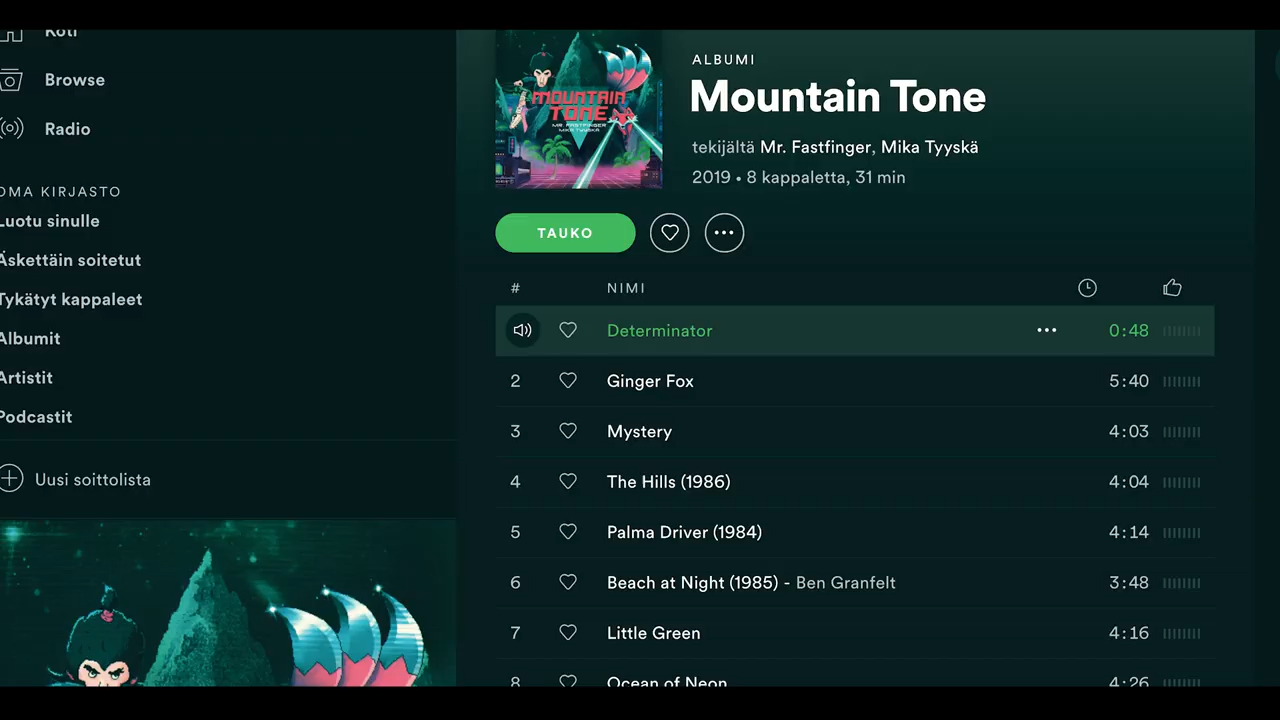 Koti
Browse
Radio
OMA KIRJASTO
Luotu sinulle
Äskettäin soitetut
Tykätyt kappaleet
Albumit
Artistit
Podcastit
Uusi soittolista
MOUNTAIN
TONE
MR. FASTFINGER
MIKA TYYSKÄ
ALBUMI
Mountain Tone
tekijältä Mr. Fastfinger, Mika Tyyskä
2019 • 8 kappaletta, 31 min
TAUKO
# NIMI
Determinator 0:48
2 Ginger Fox 5:40
3 Mystery 4:03
4 The Hills (1986) 4:04
5 Palma Driver (1984) 4:14
6 Beach at Night (1985) - Ben Granfelt 3:48
7 Little Green 4:16
8 Ocean of Neon 4:26